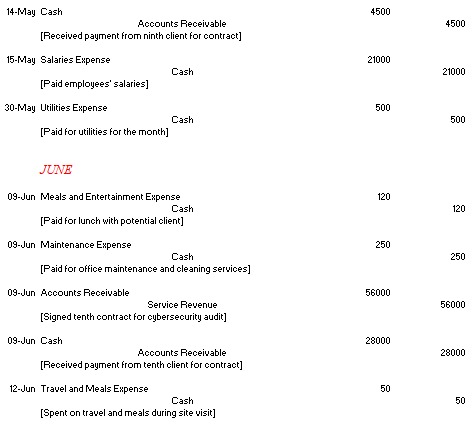 14-May Cash 4500
Accounts Receivable 4500
[Received payment from ninth client for contract]
15-May Salaries Expense 21000
Cash 21000
[Paid employees' salaries]
30-May Utilities Expense 500
Cash 500
[Paid for utilities for the month]
JUNE
09-Jun Meals and Entertainment Expense 120
Cash 120
[Paid for lunch with potential client]
09-Jun Maintenance Expense 250
Cash 250
[Paid for office maintenance and cleaning services]
09-Jun Accounts Receivable 56000
Service Revenue 56000
[Signed tenth contract for cybersecurity audit]
09-Jun Cash 28000
Accounts Receivable 28000
[Received payment from tenth client for contract]
12-Jun Travel and Meals Expense 50
Cash 50
[Spent on travel and meals during site visit]